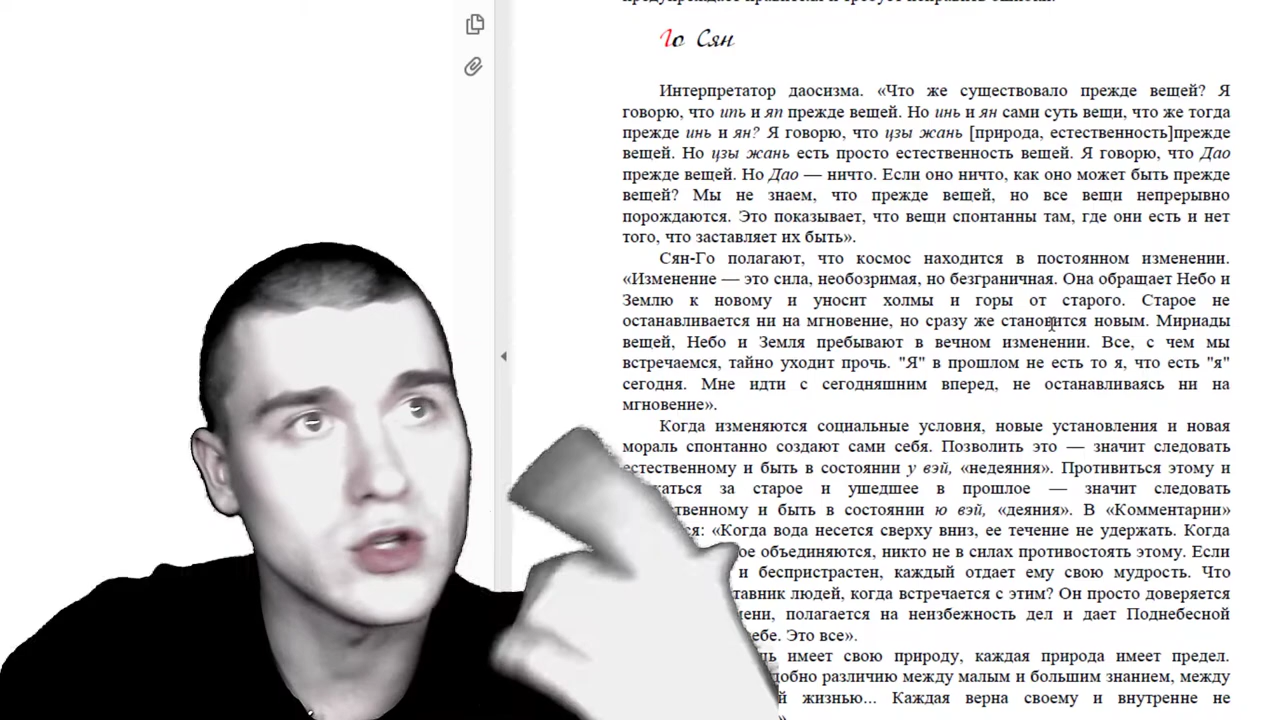 Го Сян
Интерпретатор даосизма. «Что же существовало прежде вещей? Я
говорю, что инь и ян прежде вещей. Но инь и ян сами суть вещи, что же тогда
прежде инь и ян? Я говорю, что цзы жань [природа, естественность]прежде
вещей. Но цзы жань есть просто естественность вещей. Я говорю, что Дао
прежде вещей. Но Дао — ничто. Если оно ничто, как оно может быть прежде
вещей? Мы не знаем, что прежде вещей, но все вещи непрерывно
порождаются. Это показывает, что вещи спонтанны там, где они есть и нет
того, что заставляет их быть».
Сян-Го полагают, что космос находится в постоянном изменении.
«Изменение — это сила, необозримая, но безграничная. Она обращает Небо и
Землю к новому и уносит холмы и горы от старого. Старое не
останавливается ни на мгновение, но сразу же становится новым. Мириады
вещей, Небо и Земля пребывают в вечном изменении. Все, с чем мы
встречаемся, тайно уходит прочь. "Я" в прошлом не есть то я, что есть "я"
сегодня. Мне идти с сегодняшним вперед, не останавливаясь ни на
мгновение».
Когда изменяются социальные условия, новые установления и новая
мораль спонтанно создают сами себя. Позволить это — значит следовать
естественному и быть в состоянии у вэй, «недеяния». Противиться этому и
за старое и ушедшее в прошлое — значит следовать
и быть в состоянии ю вэй, «деяния». В «Комментарии»
«Когда вода несется сверху вниз, ее течение не удержать. Когда
объединяются, никто не в силах противостоять этому. Если
и беспристрастен, каждый отдает ему свою мудрость. Что
людей, когда встречается с этим? Он просто доверяется
полагается на неизбежность дел и дает Поднебесной
Это все».
имеет свою природу, каждая природа имеет предел.
различию между малым и большим знанием, между
жизнью... Каждая верна своему и внутренне не